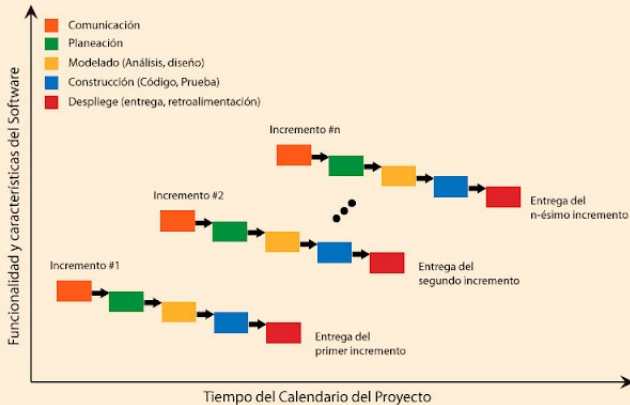 Funcionalidad y características del Software
Comunicación
Planeación
Modelado (Análisis, diseño)
Construcción (Código, Prueba)
Despliege (entrega, retroalimentación)
Incremento #n
Entrega del
n-ésimo incremento
Incremento #2
Entrega del
segundo incremento
Incremento #1
Entrega del
primer incremento
Tiempo del Calendario del Proyecto